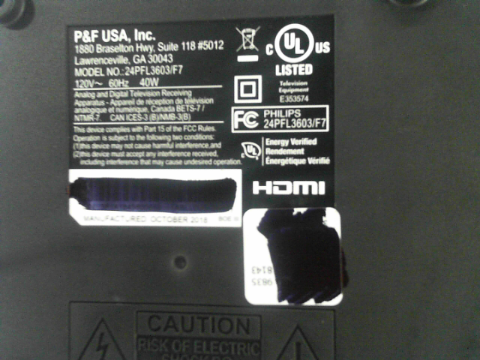 P&F USA, Inc.
1880 Braselton Hwy, Suite 118 #5012
Lawrenceville, GA 30043
MODEL NO.:24PFL3603/F7
120V~ 60Hz 40W
Analog and Digital Television Receiving
Apparatus - Appareil de réception de télévision
analogique et numérique, Canada BETS-7 /
NTMR-7. CAN ICES-3 (B)/NMB-3(B)
This device complies with Part 15 of the FCC Rules.
Operation is subject to the following two conditions:
(1)this device may not cause harmful interference,and
(2)this device must accept any interference received,
including interference that may cause undesired operation.
MANUFACTURED: OCTOBER 2016
C UL US
LISTED
Television
Equipment
E353574
FC PHILIPS
24PFL3603/F7
UL Energy Verified
Rendement
Énergétique Vérifié
HDMI
9835
8143
CAUTION
RISK OF ELECTRIC